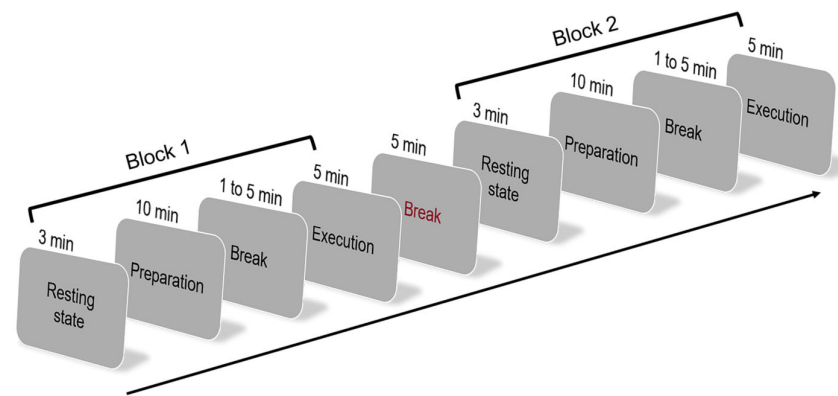 Block 1
3 min
Resting
state
10 min
Preparation
1 to 5 min
Break
5 min
Execution
5 min
Break
Block 2
3 min
Resting
state
10 min
Preparation
1 to 5 min
Break
5 min
Execution